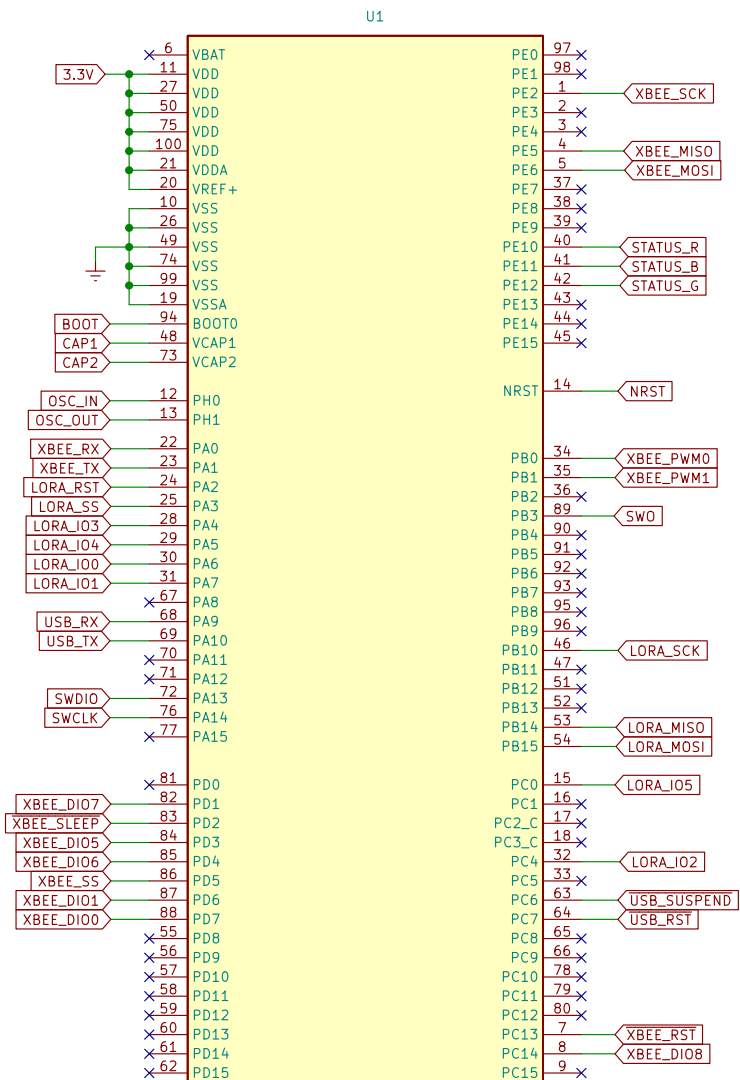 U1
6 VBAT PE0 97
3.3V 11 VDD PE1 98
27 VDD PE2 1 XBEE_SCK
50 VDD PE3 2
75 VDD PE4 3
100 VDD PE5 4 XBEE_MISO
21 VDDA PE6 5 XBEE_MOSI
20 VREF+ PE7 37
10 VSS PE8 38
26 VSS PE9 39
49 VSS PE10 40 STATUS_R
74 VSS PE11 41 STATUS_B
99 VSS PE12 42 STATUS_G
19 VSSA PE13 43
BOOT 94 BOOT0 PE14 44
CAP1 48 VCAP1 PE15 45
CAP2 73 VCAP2
NRST 14 NRST
OSC_IN 12 PH0
OSC_OUT 13 PH1
XBEE_RX 22 PA0 PB0 34 XBEE_PWM0
XBEE_TX 23 PA1 PB1 35 XBEE_PWM1
LORA_RST 24 PA2 PB2 36
LORA_SS 25 PA3 PB3 89 SWO
LORA_IO3 28 PA4 PB4 90
LORA_IO4 29 PA5 PB5 91
LORA_IO0 30 PA6 PB6 92
LORA_IO1 31 PA7 PB7 93
67 PA8 PB8 95
USB_RX 68 PA9 PB9 96
USB_TX 69 PA10 PB10 46 LORA_SCK
70 PA11 PB11 47
71 PA12 PB12 51
SWDIO 72 PA13 PB13 52
SWCLK 76 PA14 PB14 53 LORA_MISO
77 PA15 PB15 54 LORA_MOSI
81 PD0 PC0 15 LORA_IO5
XBEE_DIO7 82 PD1 PC1 16
XBEE_SLEEP 83 PD2 PC2_C 17
XBEE_DIO5 84 PD3 PC3_C 18
XBEE_DIO6 85 PD4 PC4 32 LORA_IO2
XBEE_SS 86 PD5 PC5 33
XBEE_DIO1 87 PD6 PC6 63 USB_SUSPEND
XBEE_DIO0 88 PD7 PC7 64 USB_RST
55 PD8 PC8 65
56 PD9 PC9 66
57 PD10 PC10 78
58 PD11 PC11 79
59 PD12 PC12 80
60 PD13 PC13 7 XBEE_RST
61 PD14 PC14 8 XBEE_DIO8
62 PD15 PC15 9